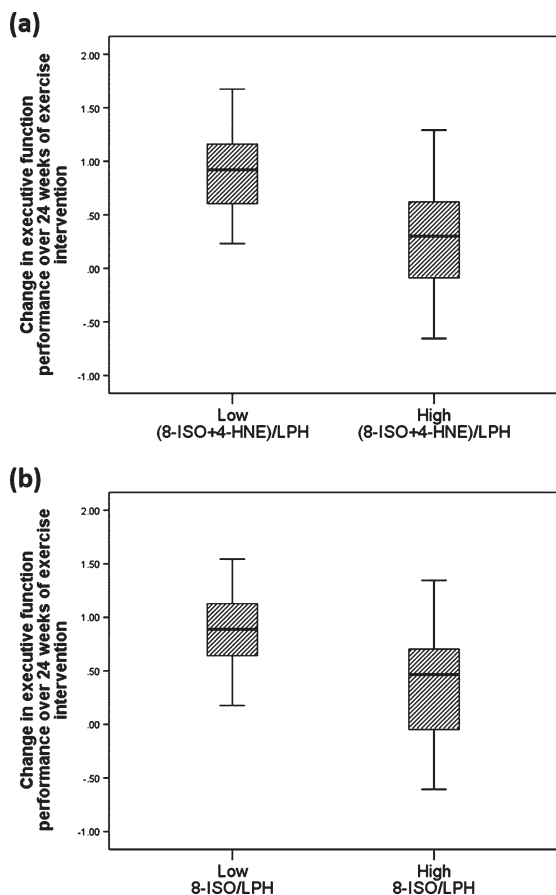 (a)
Change in executive function
performance over 24 weeks of exercise
intervention
2.00
1.50
1.00
.50
.00
-.50
-1.00
Low
(8-ISO+4-HNE)/LPH
High
(8-ISO+4-HNE)/LPH
(b)
Change in executive function
performance over 24 weeks of exercise
intervention
2.00
1.50
1.00
.50
.00
-.50
-1.00
Low
8-ISO/LPH
High
8-ISO/LPH